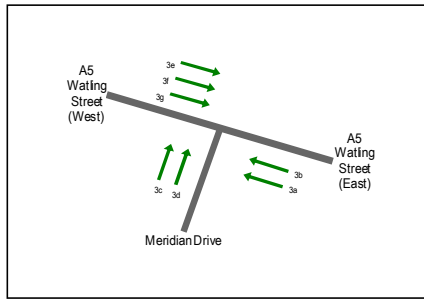 A5
Watling
Street
(West)
3e
3f
3g
A5
Watling
Street
(East)
3b
3a
3c
3d
Meridian Drive